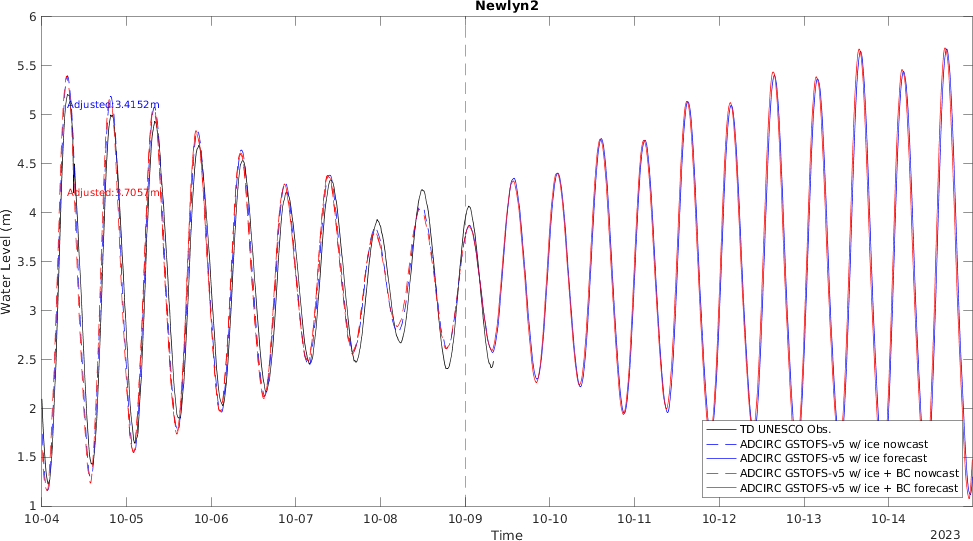 Newlyn2
6
5.5
5
4.5
4
3.5
3
2.5
2
1.5
1
Water Level (m)
Adjusted:3.4152m
Adjusted:3.7057m
TD UNESCO Obs.
ADCIRC GSTOFS-v5 w/ ice nowcast
ADCIRC GSTOFS-v5 w/ ice forecast
ADCIRC GSTOFS-v5 w/ ice + BC nowcast
ADCIRC GSTOFS-v5 w/ ice + BC forecast
10-04 10-05 10-06 10-07 10-08 10-09 10-10 10-11 10-12 10-13 10-14
Time
2023